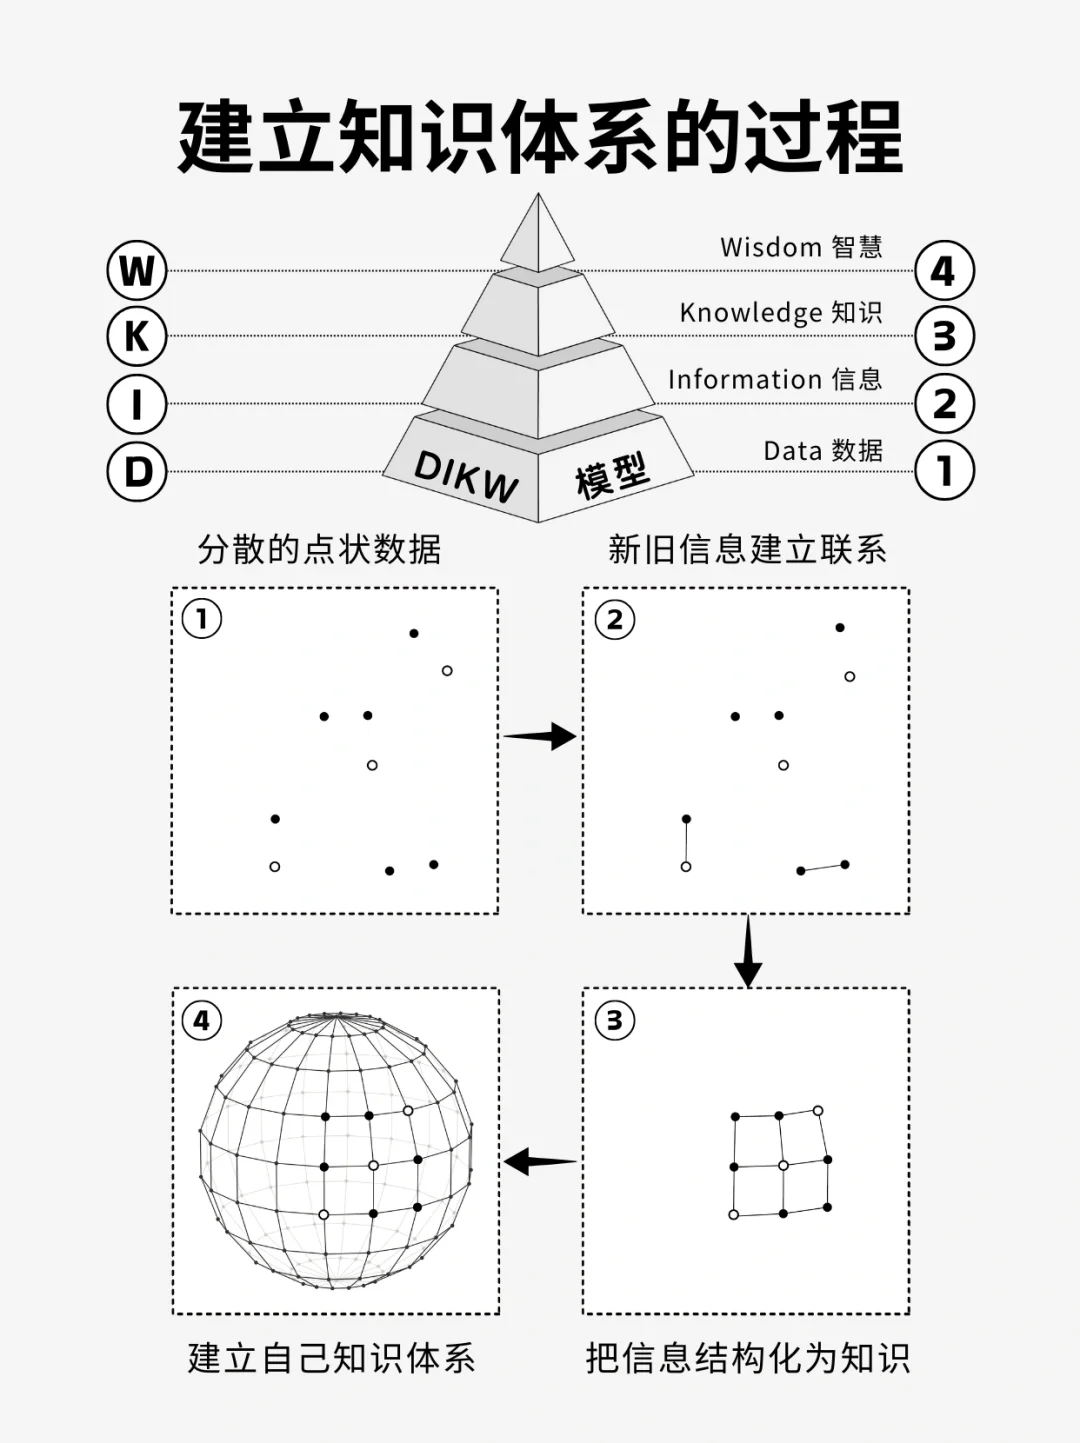 建立知识体系的过程
W
Wisdom 智慧
4
K
Knowledge 知识
3
I
Information 信息
2
D
Data 数据
1
DIKW 模型
分散的点状数据
新旧信息建立联系
1
2
4
3
建立自己知识体系
把信息结构化为知识